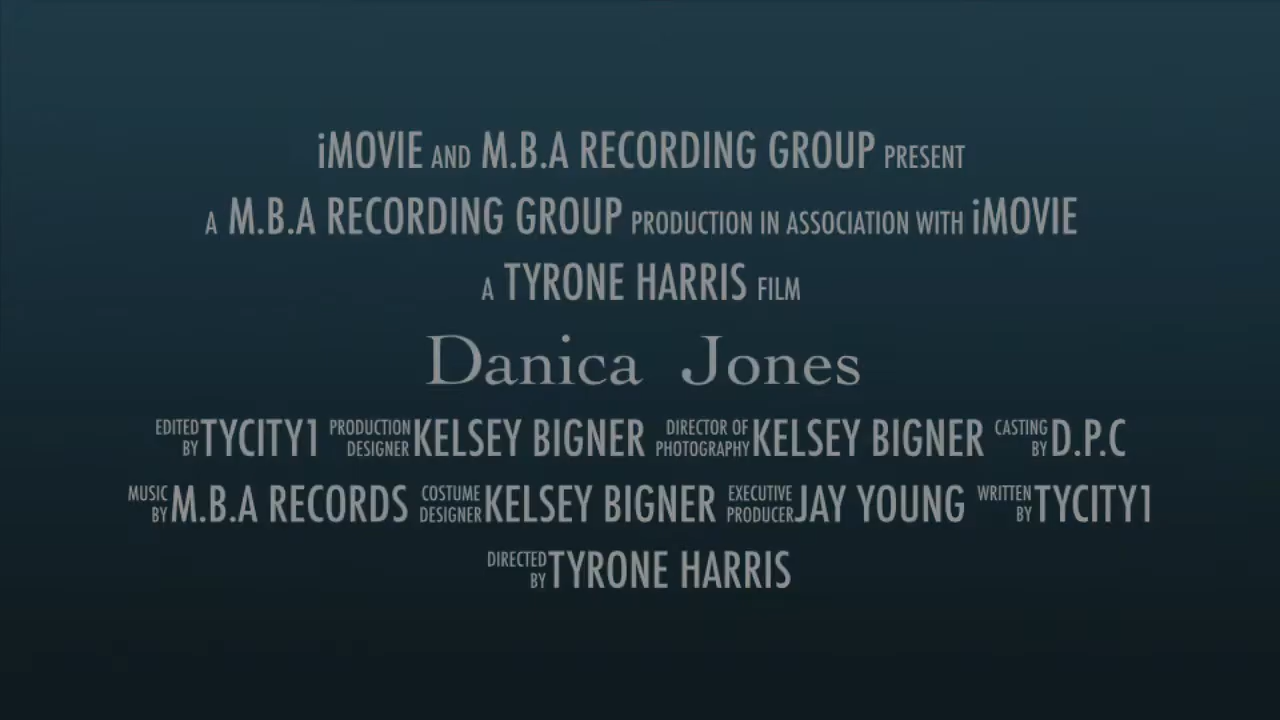 iMOVIE AND M.B.A RECORDING GROUP PRESENT
A M.B.A RECORDING GROUP PRODUCTION IN ASSOCIATION WITH iMOVIE
A TYRONE HARRIS FILM
Danica Jones
EDITED BY TYCITY1 PRODUCTION DESIGNER KELSEY BIGNER DIRECTOR OF PHOTOGRAPHY KELSEY BIGNER CASTING BY D.P.C
MUSIC BY M.B.A RECORDS COSTUME DESIGNER KELSEY BIGNER EXECUTIVE PRODUCER JAY YOUNG WRITTEN BY TYCITY1
DIRECTED BY TYRONE HARRIS